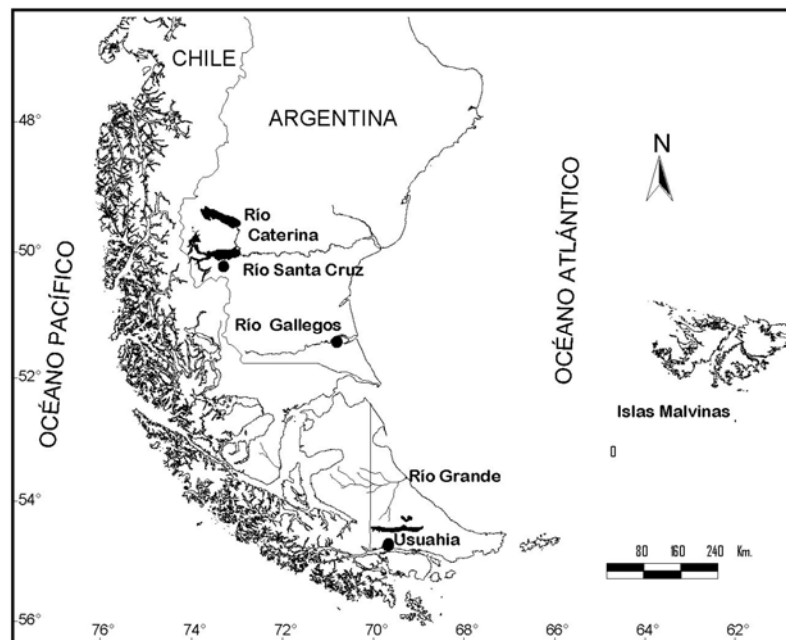 CHILE
ARGENTINA
48°
N
Río
Caterina
50°
Río Santa Cruz
OCÉANO PACÍFICO
OCÉANO ATLÁNTICO
Río Gallegos
52°
Islas Malvinas
Río Grande
54°
Usuahia
80 160 240 Km.
56°
76° 74° 72° 70° 68° 66° 64° 62°